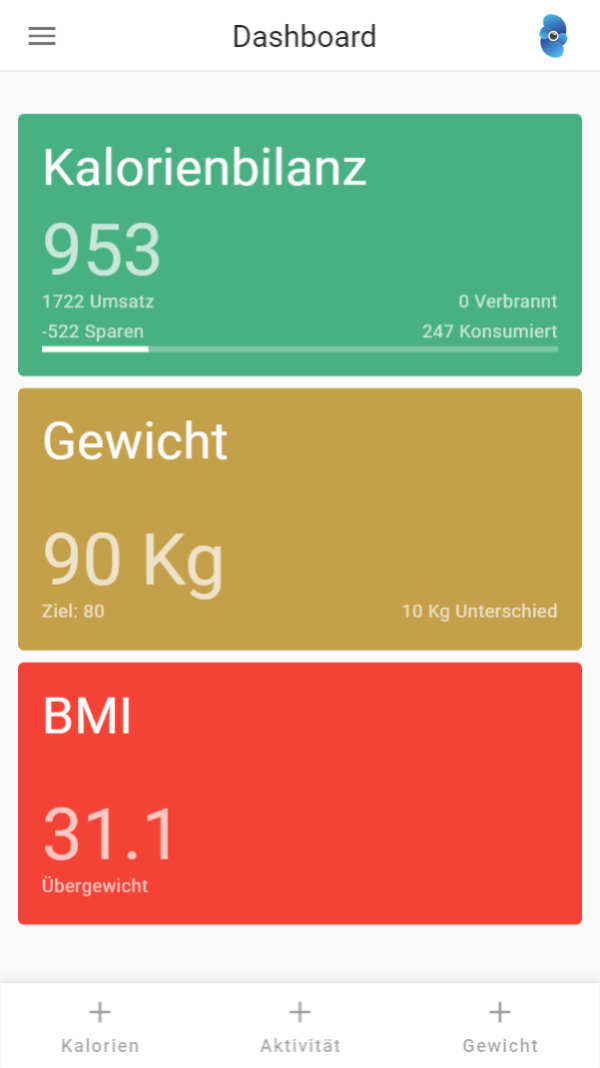 Dashboard
Kalorienbilanz
953
1722 Umsatz
0 Verbrannt
-522 Sparen
247 Konsumiert
Gewicht
90 Kg
Ziel: 80
10 Kg Unterschied
BMI
31.1
Übergewicht
Kalorien
Aktivität
Gewicht